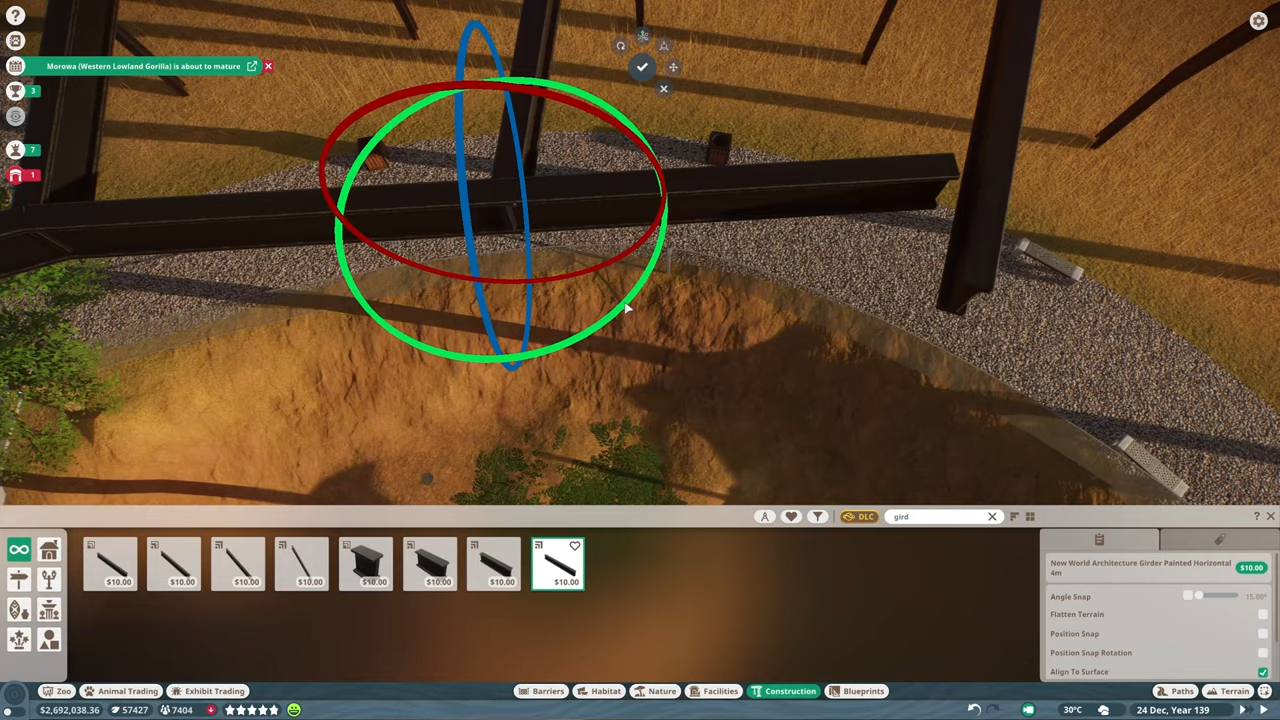 ?
Morowa (Western Lowland Gorilla) is about to mature
3
7
1
A
DLC
gird
?
$10.00
$10.00
$10.00
$10.00
$10.00
$10.00
$10.00
$10.00
New World Architecture Girder Painted Horizontal
4m
$10.00
Angle Snap
15.00°
Flatten Terrain
Position Snap
Position Snap Rotation
Align To Surface
Zoo
Animal Trading
Exhibit Trading
Barriers
Habitat
Nature
Facilities
Construction
Blueprints
Paths
Terrain
$2,692,038.36
57427
7404
30°C
24 Dec, Year 139